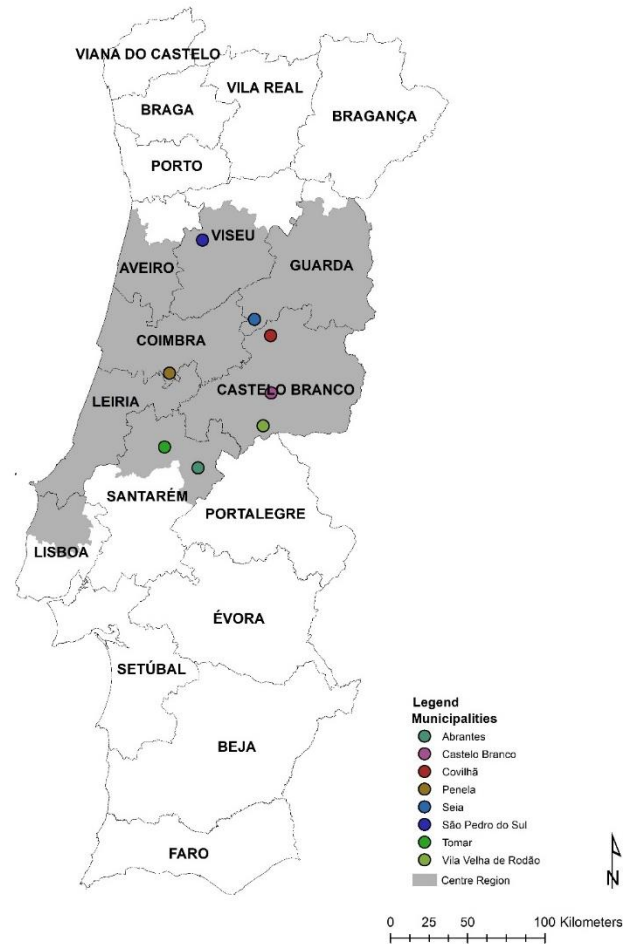 VIANA DO CASTELO
VILA REAL
BRAGANÇA
BRAGA
PORTO
VISEU
AVEIRO
GUARDA
COIMBRA
CASTELO BRANCO
LEIRIA
SANTARÉM
PORTALEGRE
LISBOA
ÉVORA
SETÚBAL
BEJA
FARO
Legend
Municipalities
Abrantes
Castelo Branco
Covilhã
Penela
Seia
São Pedro do Sul
Tomar
Vila Velha de Rodão
Centre Region
N
0 25 50 100 Kilometers